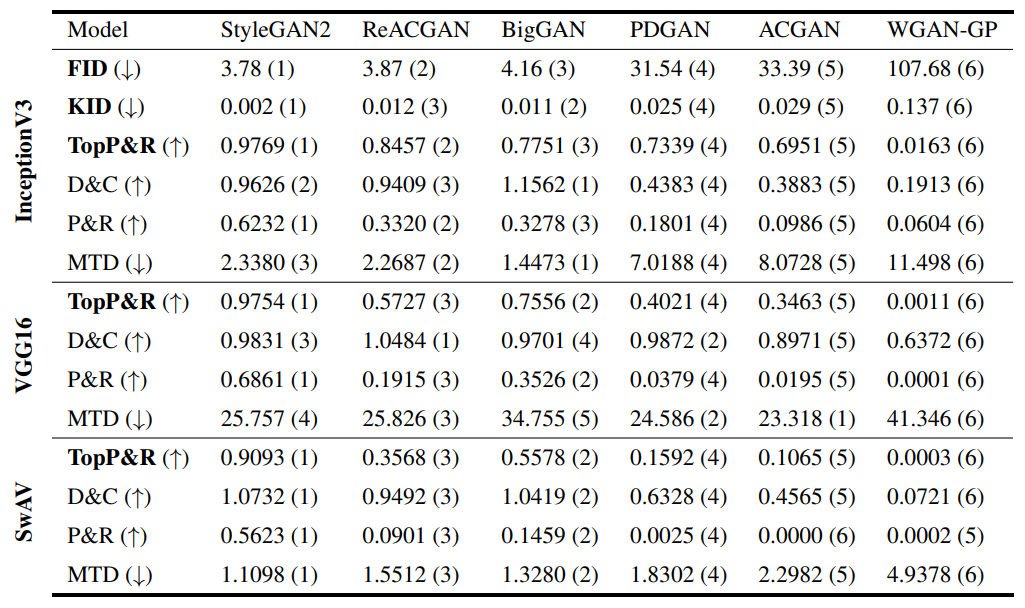 Model StyleGAN2 ReACGAN BigGAN PDGAN ACGAN WGAN-GP
InceptionV3
FID (↓) 3.78 (1) 3.87 (2) 4.16 (3) 31.54 (4) 33.39 (5) 107.68 (6)
KID (↓) 0.002 (1) 0.012 (3) 0.011 (2) 0.025 (4) 0.029 (5) 0.137 (6)
TopP&R (↑) 0.9769 (1) 0.8457 (2) 0.7751 (3) 0.7339 (4) 0.6951 (5) 0.0163 (6)
D&C (↑) 0.9626 (2) 0.9409 (3) 1.1562 (1) 0.4383 (4) 0.3883 (5) 0.1913 (6)
P&R (↑) 0.6232 (1) 0.3320 (2) 0.3278 (3) 0.1801 (4) 0.0986 (5) 0.0604 (6)
MTD (↓) 2.3380 (3) 2.2687 (2) 1.4473 (1) 7.0188 (4) 8.0728 (5) 11.498 (6)
VGG16
TopP&R (↑) 0.9754 (1) 0.5727 (3) 0.7556 (2) 0.4021 (4) 0.3463 (5) 0.0011 (6)
D&C (↑) 0.9831 (3) 1.0484 (1) 0.9701 (4) 0.9872 (2) 0.8971 (5) 0.6372 (6)
P&R (↑) 0.6861 (1) 0.1915 (3) 0.3526 (2) 0.0379 (4) 0.0195 (5) 0.0001 (6)
MTD (↓) 25.757 (4) 25.826 (3) 34.755 (5) 24.586 (2) 23.318 (1) 41.346 (6)
SwAV
TopP&R (↑) 0.9093 (1) 0.3568 (3) 0.5578 (2) 0.1592 (4) 0.1065 (5) 0.0003 (6)
D&C (↑) 1.0732 (1) 0.9492 (3) 1.0419 (2) 0.6328 (4) 0.4565 (5) 0.0721 (6)
P&R (↑) 0.5623 (1) 0.0901 (3) 0.1459 (2) 0.0025 (4) 0.0000 (6) 0.0002 (5)
MTD (↓) 1.1098 (1) 1.5512 (3) 1.3280 (2) 1.8302 (4) 2.2982 (5) 4.9378 (6)